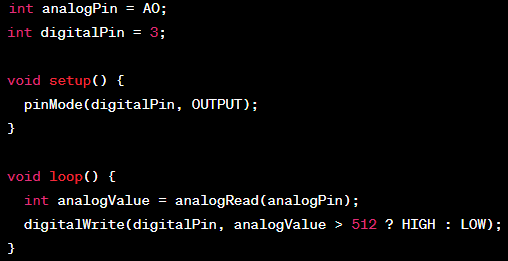 int analogPin = A0;
int digitalPin = 3;
void setup() {
pinMode(digitalPin, OUTPUT);
}
void loop() {
int analogValue = analogRead(analogPin);
digitalWrite(digitalPin, analogValue > 512 ? HIGH : LOW);
}